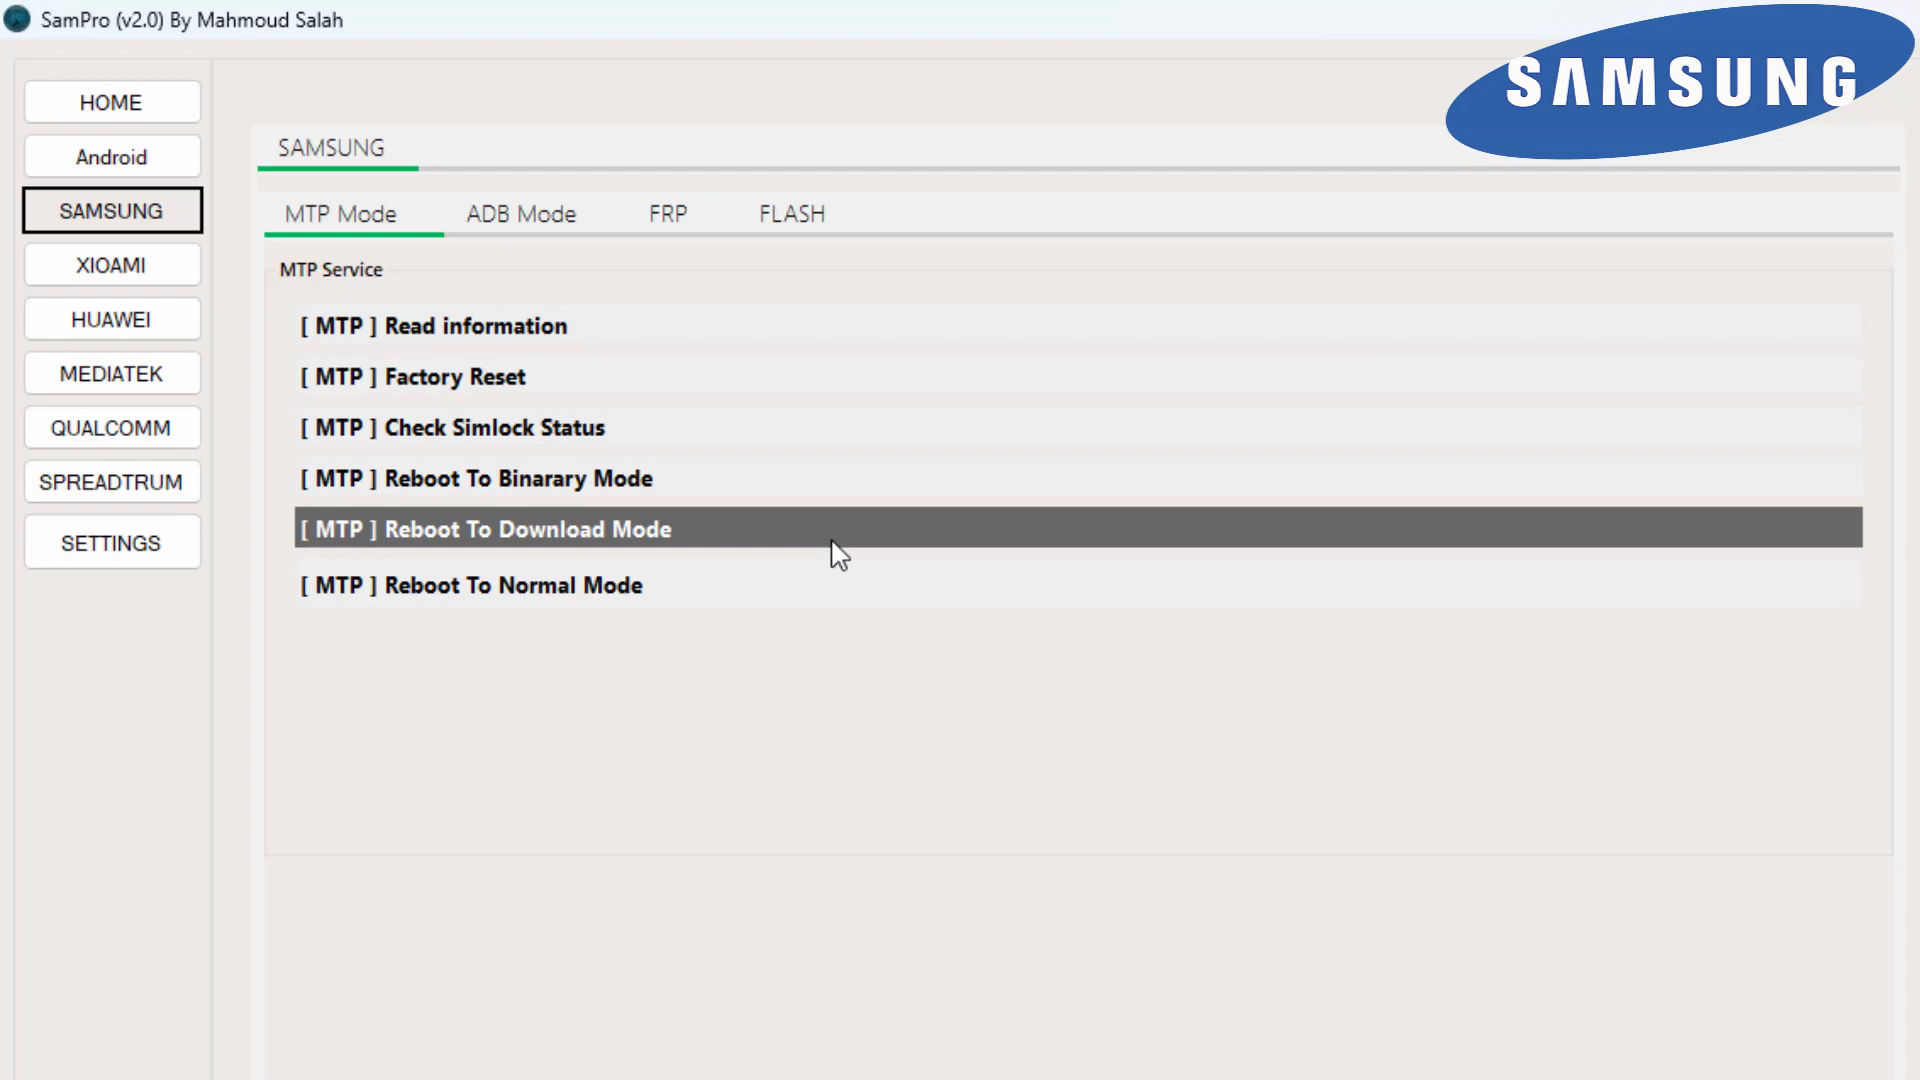 SamPro (v2.0) By Mahmoud Salah
SAMSUNG
HOME
Android
SAMSUNG
XIOAMI
HUAWEI
MEDIATEK
QUALCOMM
SPREADTRUM
SETTINGS
SAMSUNG
MTP Mode ADB Mode FRP FLASH
MTP Service
[ MTP ] Read information
[ MTP ] Factory Reset
[ MTP ] Check Simlock Status
[ MTP ] Reboot To Binarary Mode
[ MTP ] Reboot To Download Mode
[ MTP ] Reboot To Normal Mode